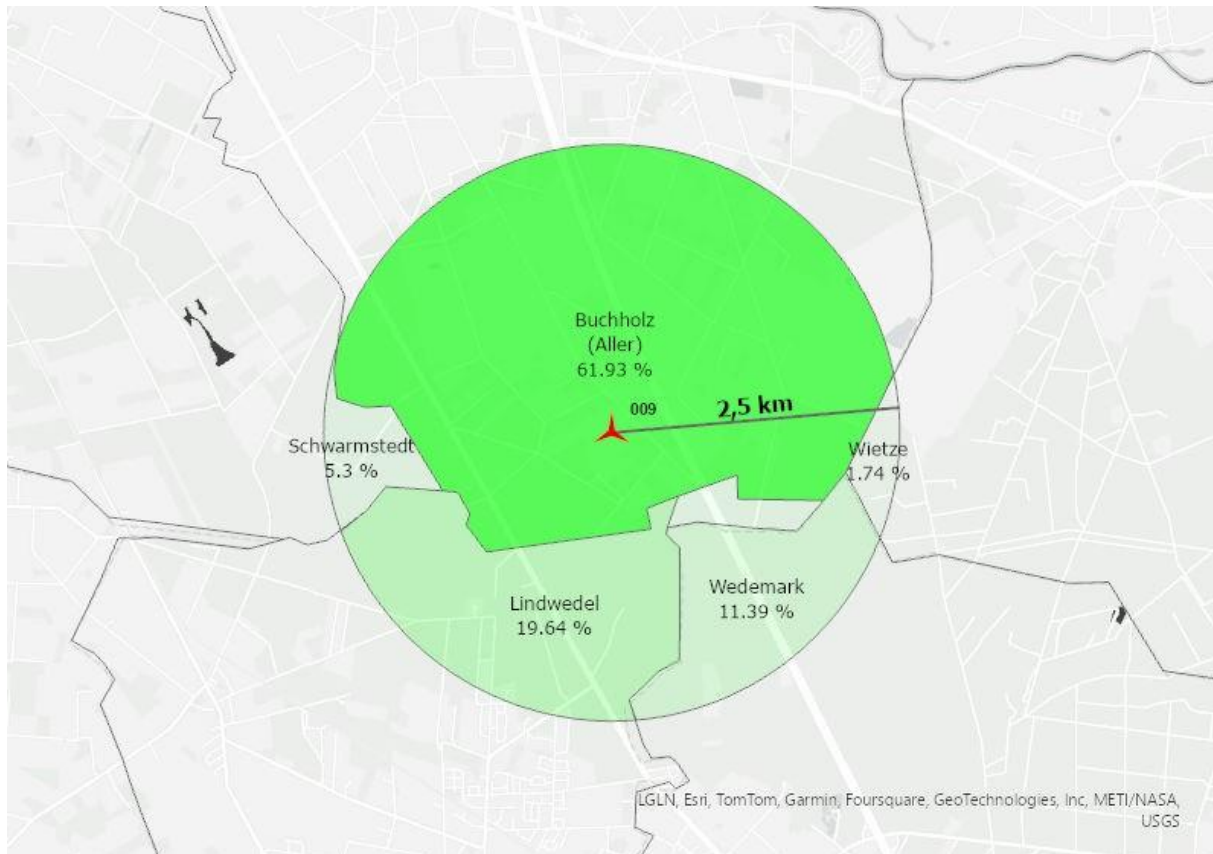 Buchholz
(Aller)
61.93 %
009
2,5 km
Schwarmstedt
5.3 %
Wietze
1.74 %
Lindwedel
19.64 %
Wedemark
11.39 %
LGLN, Esri, TomTom, Garmin, Foursquare, GeoTechnologies, Inc, METI/NASA,
USGS